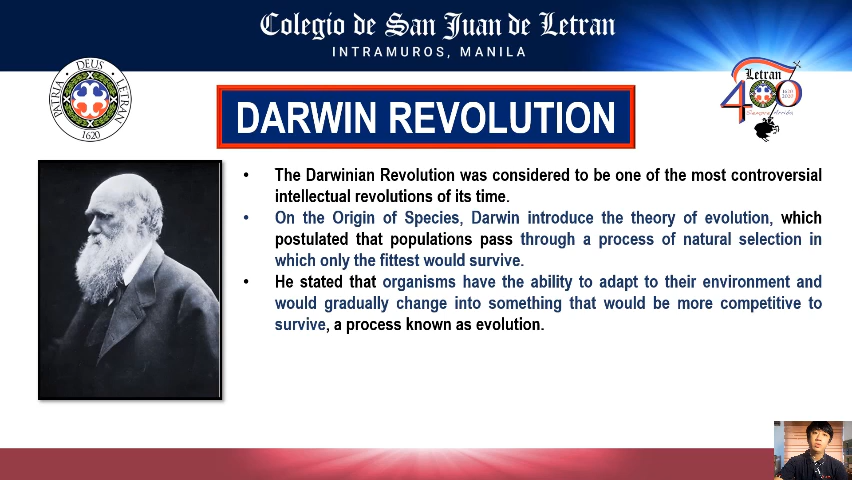 Colegio de San Juan de Letran
INTRAMUROS, MANILA
DEUS
PATRIA
LETRAN
1620
Letran
400
1620
2020
DARWIN REVOLUTION
• The Darwinian Revolution was considered to be one of the most controversial
intellectual revolutions of its time.
• On the Origin of Species, Darwin introduce the theory of evolution, which
postulated that populations pass through a process of natural selection in
which only the fittest would survive.
• He stated that organisms have the ability to adapt to their environment and
would gradually change into something that would be more competitive to
survive, a process known as evolution.